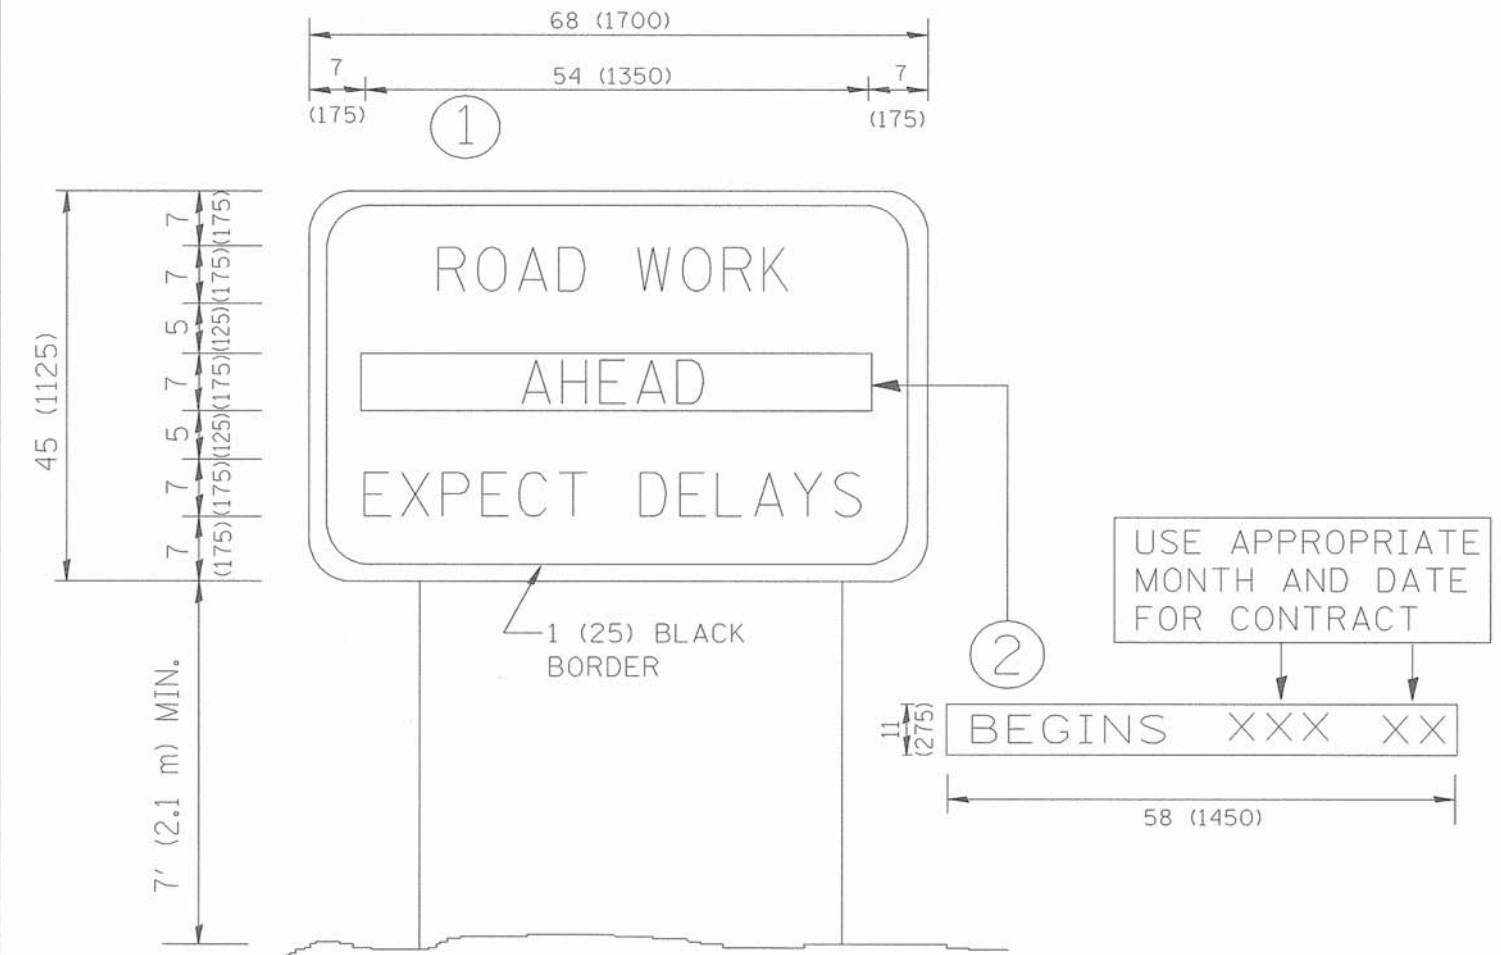 68 (1700)
7 54 (1350) 7
(175) (175)
1
45 (1125)
7 (175)
7 (175)
5 (125)
7 (175)
5 (125)
7 (175)
7 (175)
ROAD WORK
AHEAD
EXPECT DELAYS
1 (25) BLACK
BORDER
7' (2.1 m) MIN.
2
USE APPROPRIATE
MONTH AND DATE
FOR CONTRACT
11
(275)
BEGINS XXX XX
58 (1450)